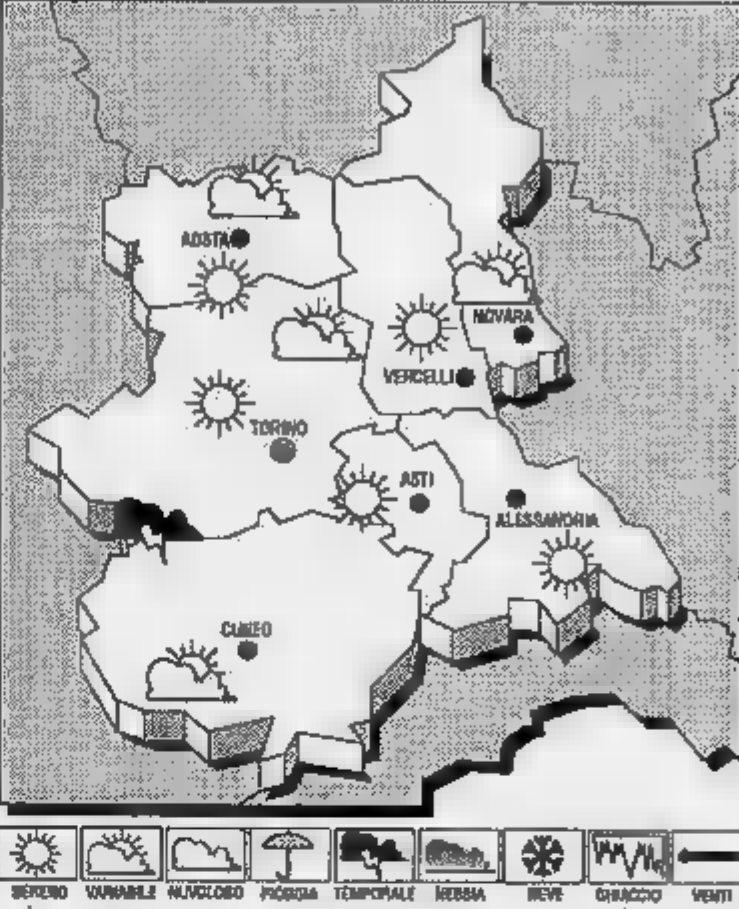 AOSTA
NOVARA
VERCELLI
TORINO
ASTI
ALESSANDRIA
CUNEO
SERENO VARIABILE NUVOLOSO PIOGGIA TEMPORALE NEBBIA NEVE GHIACCIO VENTI